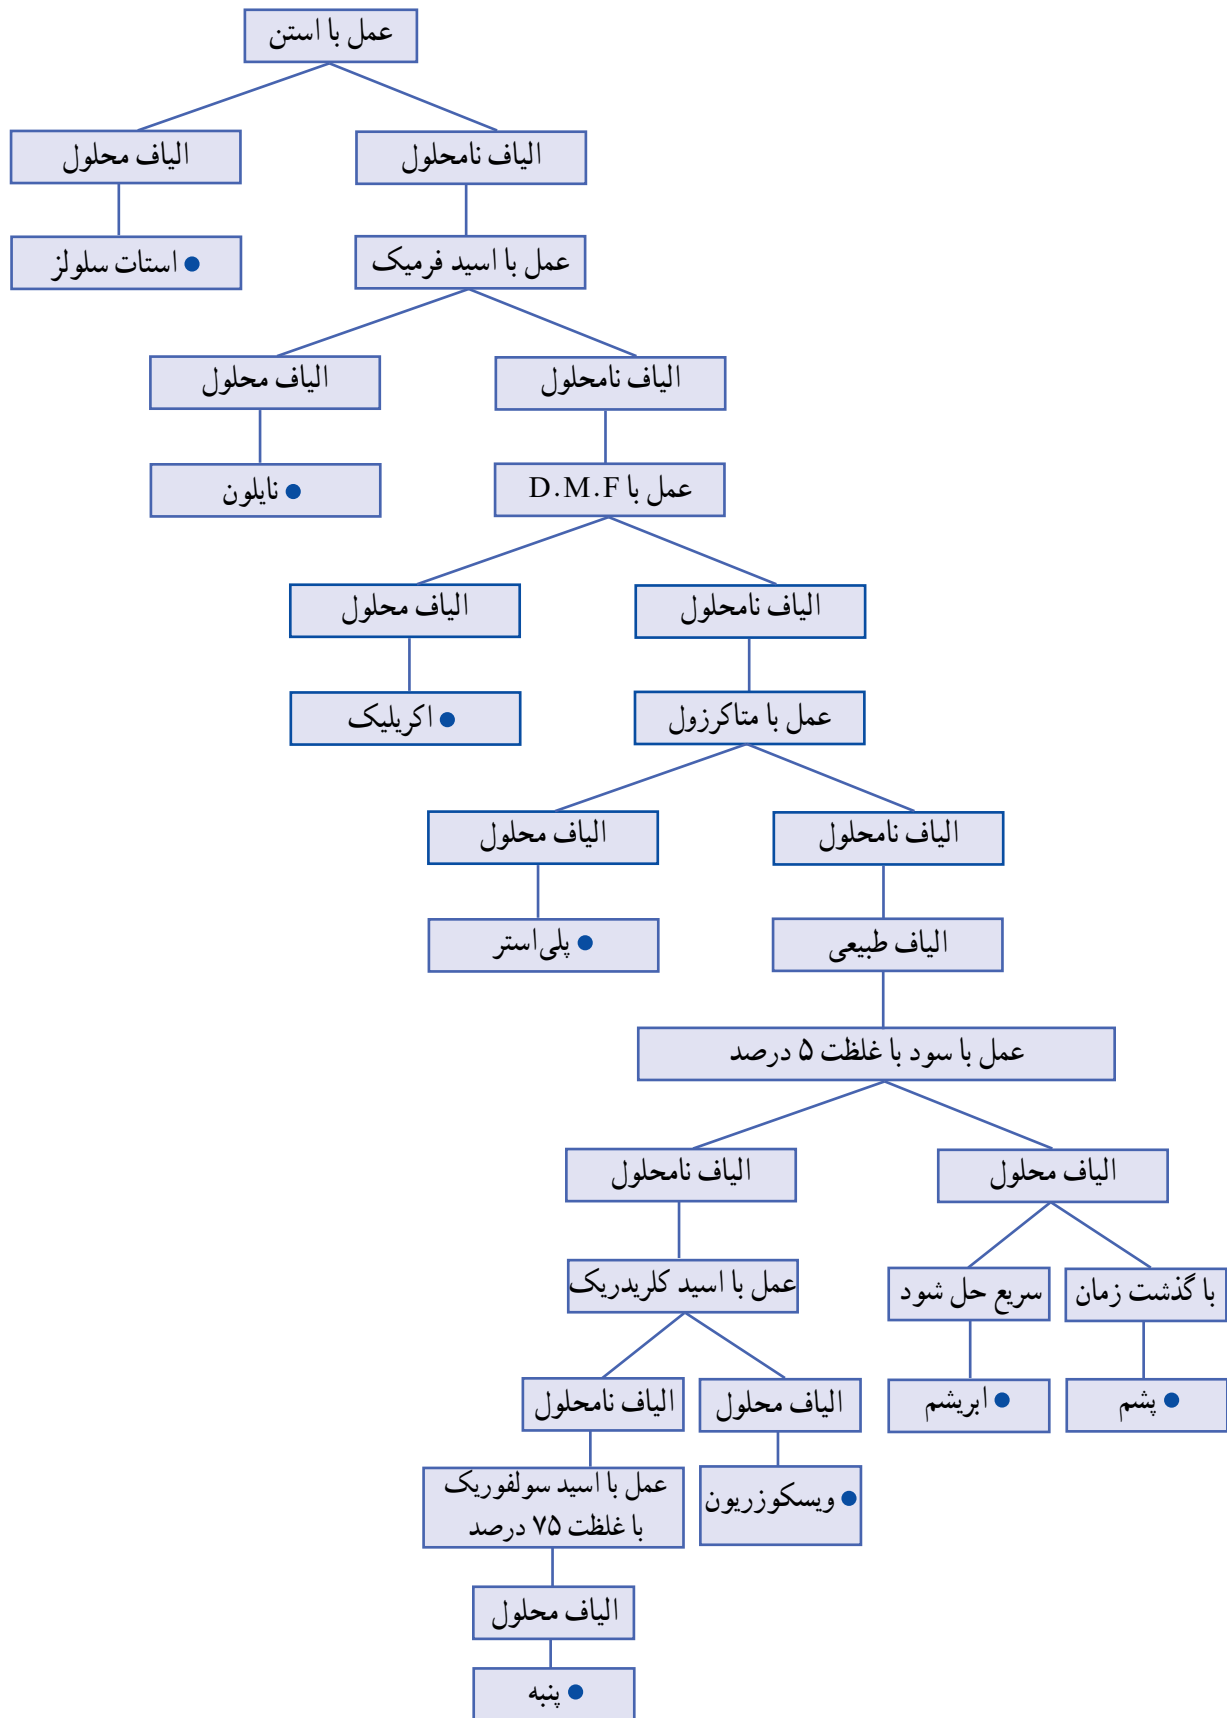 عمل با استن
الیاف نامحلول
الیاف محلول
عمل با اسید فرمیک
● استات سلولز
الیاف نامحلول
الیاف محلول
عمل با D.M.F
● نایلون
الیاف نامحلول
الیاف محلول
عمل با متاکرزول
● اکریلیک
الیاف نامحلول
الیاف محلول
الیاف طبیعی
● پلی‌استر
عمل با سود با غلظت ۵ درصد
الیاف محلول
الیاف نامحلول
با گذشت زمان
سریع حل شود
عمل با اسید کلریدریک
● پشم
● ابریشم
الیاف محلول
الیاف نامحلول
● ویسکوزریون
عمل با اسید سولفوریک
با غلظت ۷۵ درصد
الیاف محلول
● پنبه